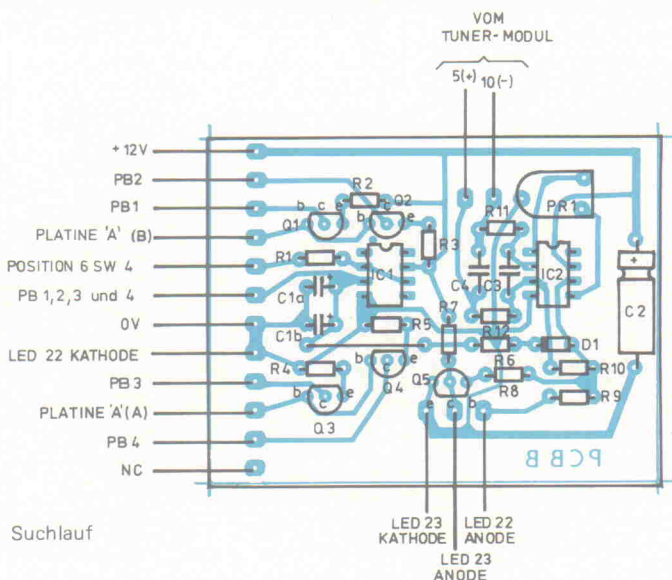 VOM
TUNER-MODUL
5(+) 10(-)
+12V
PB2
PB1
PLATINE 'A' (B)
POSITION 6 SW 4
PB 1,2,3 und 4
0V
LED 22 KATHODE
PB 3
PLATINE 'A'(A)
PB4
NC
R2
Q2
b c e
b c e
Q1
R3
R11
PR1
R1
IC1
C4
C3
IC2
+
C2
C1a
+
C1b
+
R7
R5
R12
D1
R4
b c e
Q4
Q5
R6
R10
R8
R9
b c e
Q3
e c b
PCB B
LED 23
KATHODE
LED 22
ANODE
LED 23
ANODE
Suchlauf